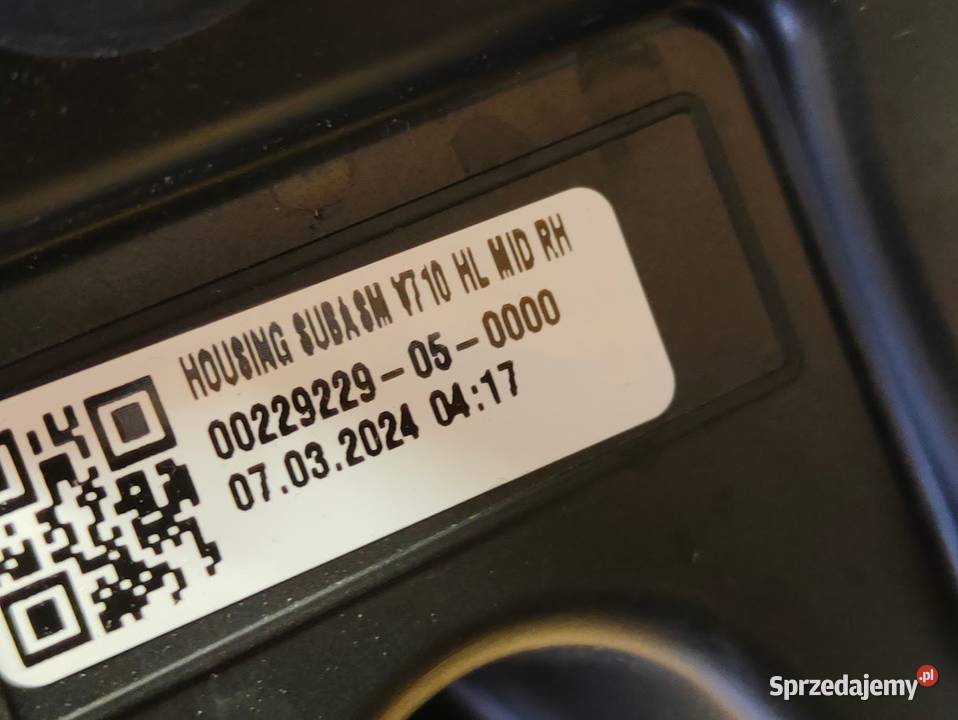 HOUSING SUBASM V710 HL MID RH
00229229-05-0000
07.03.2024 04:17
Sprzedajemy.pl